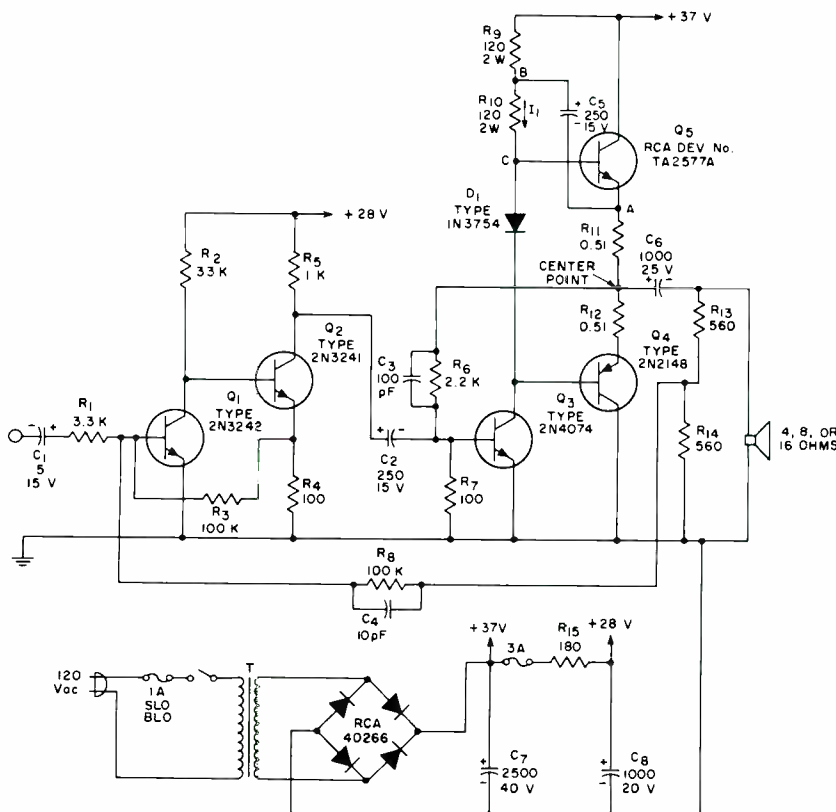 +37 V
R9
120
2W
B
R10
120
2W
I1
+
C5
250
-15 V
Q5
RCA DEV No.
TA2577A
C
A
D1
TYPE
1N3754
R11
0.51
C6
1000
25 V
+ -
CENTER
POINT
+28 V
R2
33 K
R5
1 K
R12
0.51
R13
560
Q2
TYPE
2N3241
Q4
TYPE
2N2148
C3
100
pF
R6
2.2 K
Q1
TYPE
2N3242
Q3
TYPE
2N4074
R1
3.3 K
- +
C1
5
15 V
+ -
C2
250
15 V
R14
560
4, 8, OR
16 OHMS
R3
100 K
R4
100
R7
100
R8
100 K
C4
10pF
+37V
3A
R15
180
+28 V
120
Vac
1A
SLO
BLO
T
RCA
40266
+
-
C7
2500
40 V
+
-
C8
1000
20 V